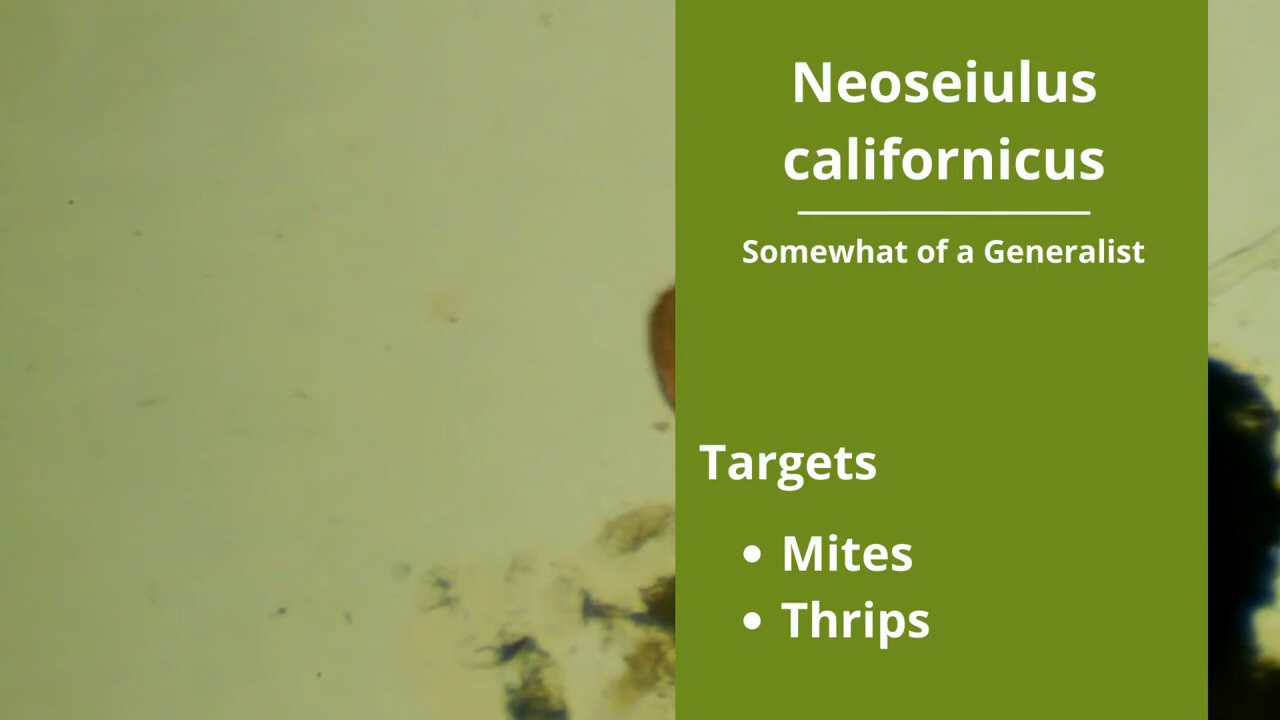 Neoseiulus
californicus
Somewhat of a Generalist
Targets
• Mites
• Thrips